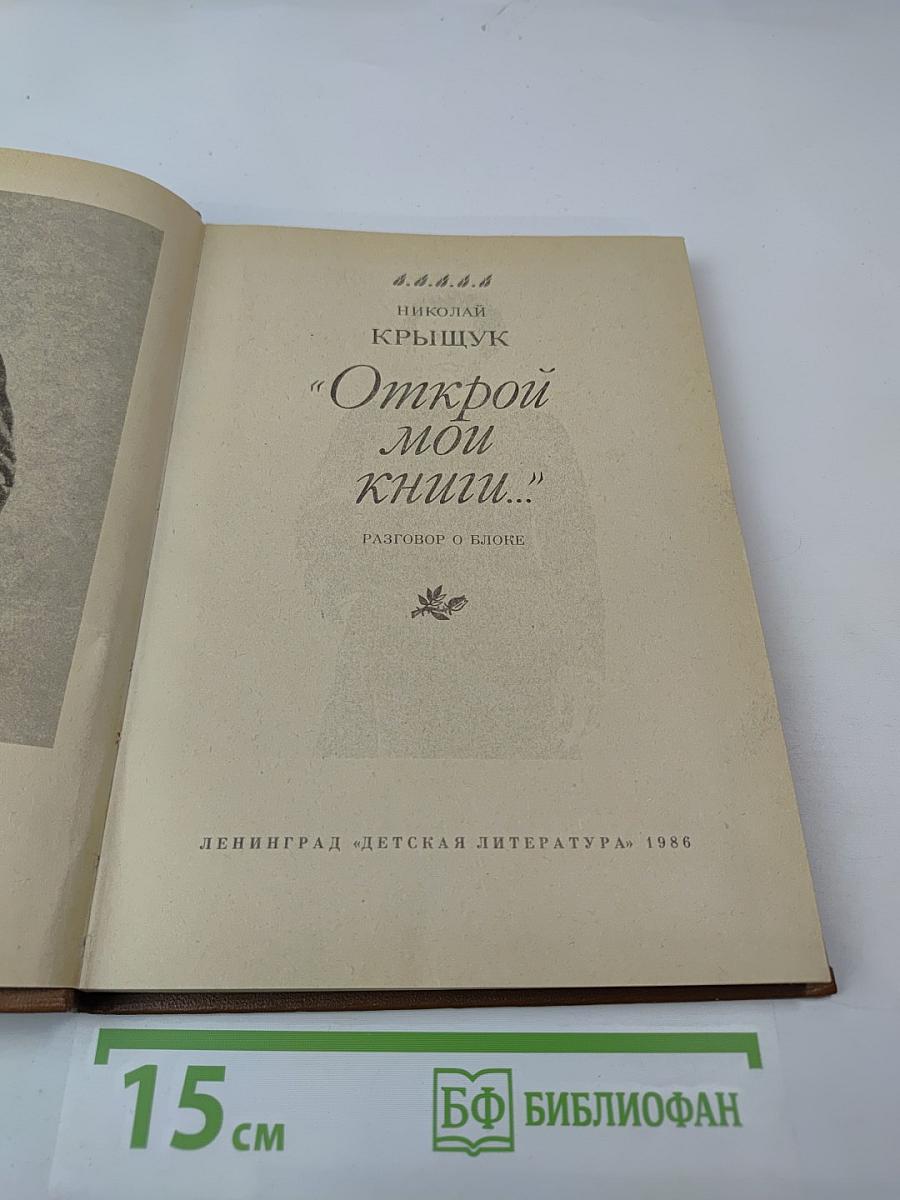 НИКОЛАЙ
КРЫЩУК
"Открой
мои
книги..."
РАЗГОВОР О БЛОКЕ
ЛЕНИНГРАД «ДЕТСКАЯ ЛИТЕРАТУРА» 1986
15 см
БФ БИБЛИОФАН